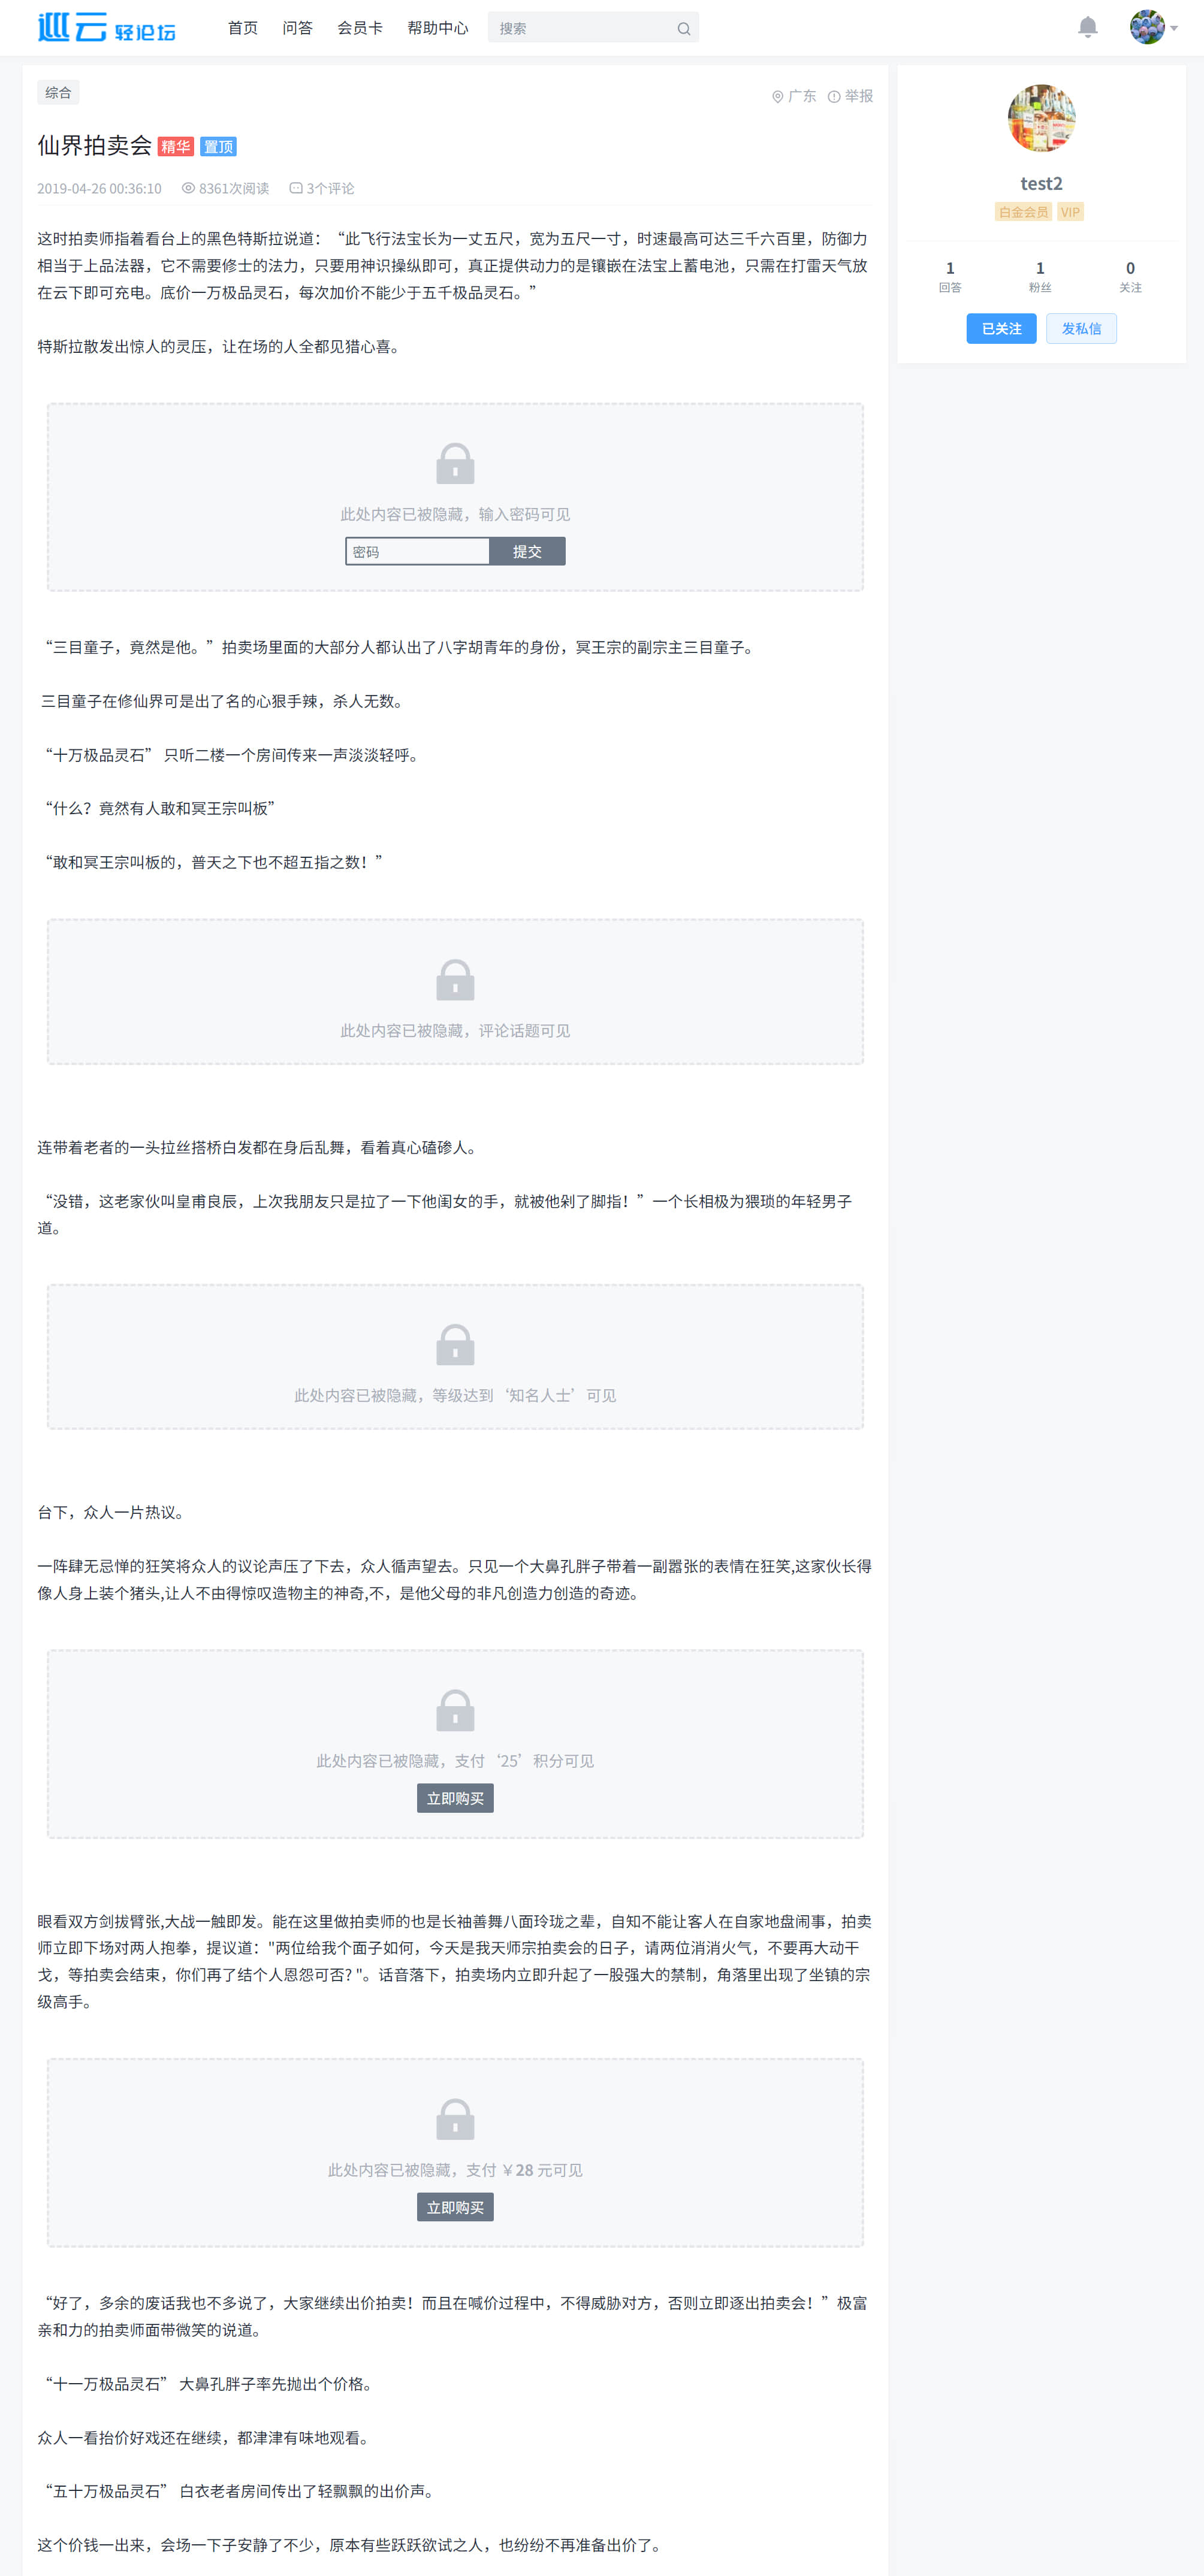 巡云 轻论坛
首页 问答 会员卡 帮助中心 搜索
综合
广东 举报
仙界拍卖会 精华 置顶
2019-04-26 00:36:10 8361次阅读 3个评论
这时拍卖师指着看台上的黑色特斯拉说道：“此飞行法宝长为一丈五尺，宽为五尺一寸，时速最高可达三千六百里，防御力
相当于上品法器，它不需要修士的法力，只要用神识操纵即可，真正提供动力的是镶嵌在法宝上蓄电池，只需在打雷天气放
在云下即可充电。底价一万极品灵石，每次加价不能少于五千极品灵石。”
特斯拉散发出惊人的灵压，让在场的人全都见猎心喜。
此处内容已被隐藏，输入密码可见
密码 提交
“三目童子，竟然是他。”拍卖场里面的大部分人都认出了八字胡青年的身份，冥王宗的副宗主三目童子。
三目童子在修仙界可是出了名的心狠手辣，杀人无数。
“十万极品灵石” 只听二楼一个房间传来一声淡淡轻呼。
“什么？竟然有人敢和冥王宗叫板”
“敢和冥王宗叫板的，普天之下也不超五指之数！”
此处内容已被隐藏，评论话题可见
连带着老者的一头拉丝搭桥白发都在身后乱舞，看着真心磕碜人。
“没错，这老家伙叫皇甫良辰，上次我朋友只是拉了一下他闺女的手，就被他剁了脚指！”一个长相极为猥琐的年轻男子
道。
此处内容已被隐藏，等级达到‘知名人士’可见
台下，众人一片热议。
一阵肆无忌惮的狂笑将众人的议论声压了下去，众人循声望去。只见一个大鼻孔胖子带着一副嚣张的表情在狂笑,这家伙长得
像人身上装个猪头,让人不由得惊叹造物主的神奇,不，是他父母的非凡创造力创造的奇迹。
此处内容已被隐藏，支付‘25’积分可见
立即购买
眼看双方剑拔臂张,大战一触即发。能在这里做拍卖师的也是长袖善舞八面玲珑之辈，自知不能让客人在自家地盘闹事，拍卖
师立即下场对两人抱拳，提议道："两位给我个面子如何，今天是我天师宗拍卖会的日子，请两位消消火气，不要再大动干
戈，等拍卖会结束，你们再了结个人恩怨可否? "。话音落下，拍卖场内立即升起了一股强大的禁制，角落里出现了坐镇的宗
级高手。
此处内容已被隐藏，支付 ￥28 元可见
立即购买
“好了，多余的废话我也不多说了，大家继续出价拍卖！而且在喊价过程中，不得威胁对方，否则立即逐出拍卖会！”极富
亲和力的拍卖师面带微笑的说道。
“十一万极品灵石” 大鼻孔胖子率先抛出个价格。
众人一看抬价好戏还在继续，都津津有味地观看。
“五十万极品灵石” 白衣老者房间传出了轻飘飘的出价声。
这个价钱一出来，会场一下子安静了不少，原本有些跃跃欲试之人，也纷纷不再准备出价了。
test2
白金会员 VIP
1 1 0
回答 粉丝 关注
已关注 发私信